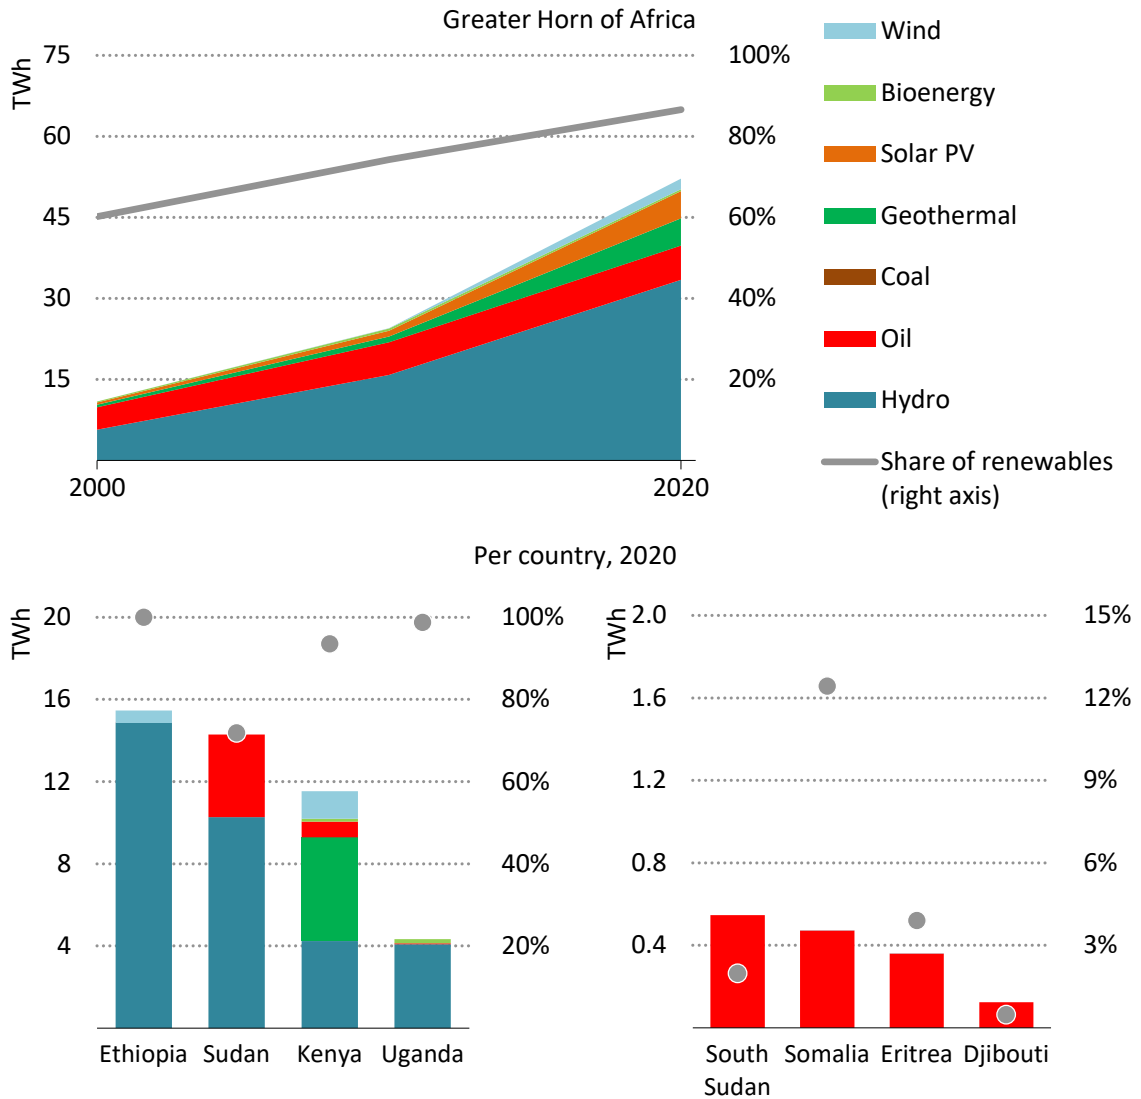 Greater Horn of Africa
TWh
75
60
45
30
15
100%
80%
60%
40%
20%
2000
2020
Wind
Bioenergy
Solar PV
Geothermal
Coal
Oil
Hydro
Share of renewables
(right axis)
Per country, 2020
TWh
20
16
12
8
4
100%
80%
60%
40%
20%
Ethiopia
Sudan
Kenya
Uganda
TWh
2.0
1.6
1.2
0.8
0.4
15%
12%
9%
6%
3%
South
Sudan
Somalia
Eritrea
Djibouti